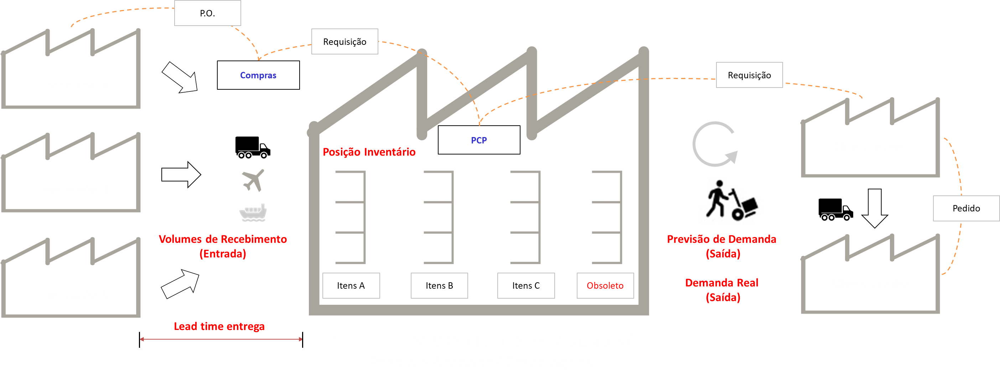 P.O.
Requisição
Compras
Requisição
PCP
Posição Inventário
Pedido
Volumes de Recebimento
(Entrada)
Previsão de Demanda
(Saída)
Itens A
Itens B
Itens C
Obsoleto
Demanda Real
(Saída)
Lead time entrega